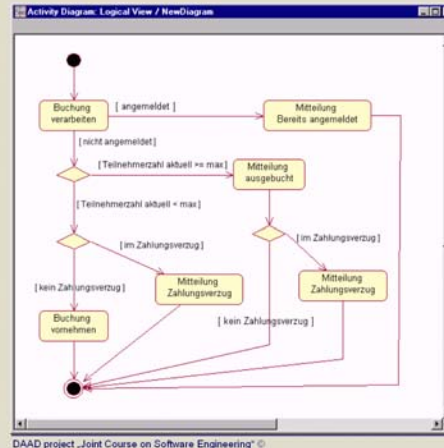 Activity Diagram: Logical View / NewDiagram
Buchung
verarbeiten
[ angemeldet ]
Mitteilung
Bereits angemeldet
[ nicht angemeldet]
[Teilnehmerzahl aktuell >= max]
Mitteilung
ausgebucht
[Teilnehmerzahl aktuell < max]
[im Zahlungsverzug]
[im Zahlungsverzug]
[kein Zahlungsverzug]
Mitteilung
Zahlungsverzug
Mitteilung
Zahlungsverzug
Buchung
vornehmen
[ kein Zahlungsverzug ]
DAAD project „Joint Course on Software Engineering" ©